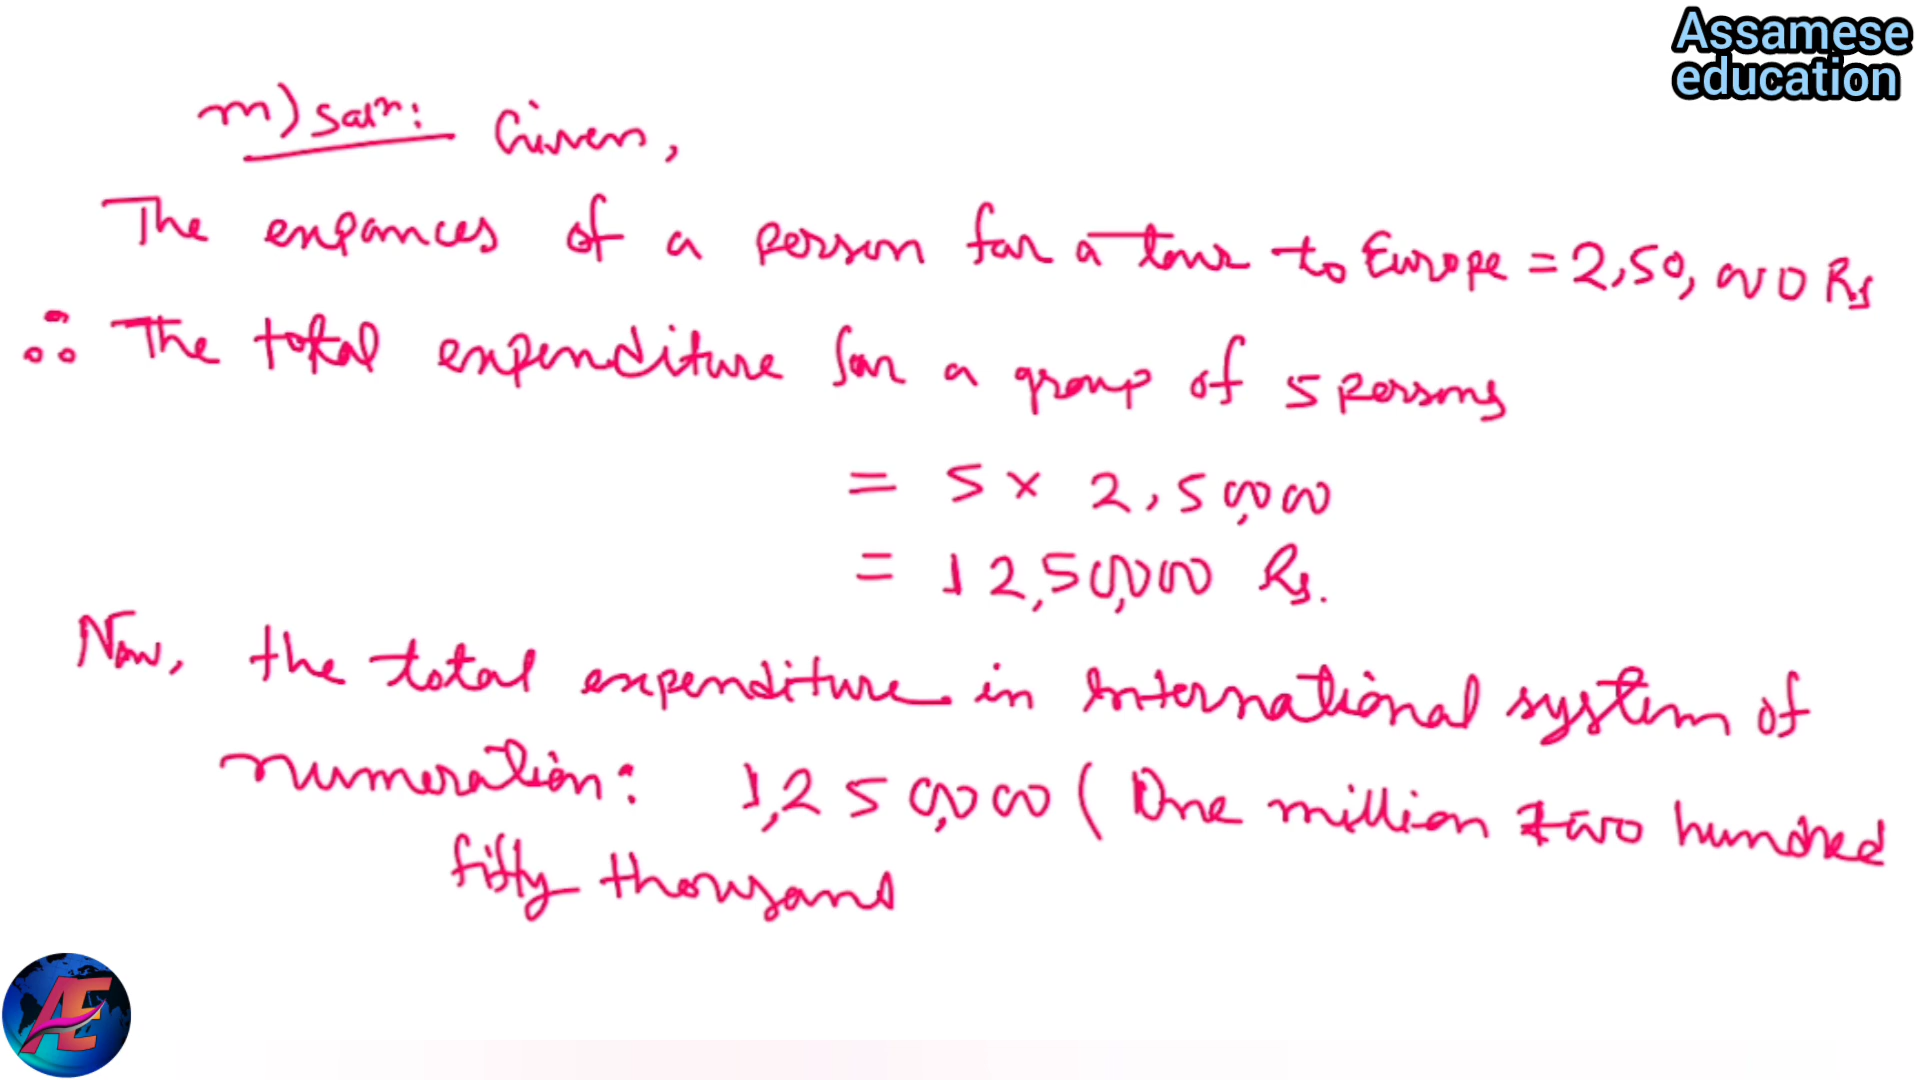 Assamese
education
m) Solⁿ: Given,
The expances of a person for a tour to Europe = 2,50,000 Rs
∴ The total expenditure for a group of 5 persons
= 5 × 2,50,000
= 12,50,000 Rs.
Now, the total expenditure in International system of
numeration: 1,250,000 ( One million two hundred
fifty thousand
AE